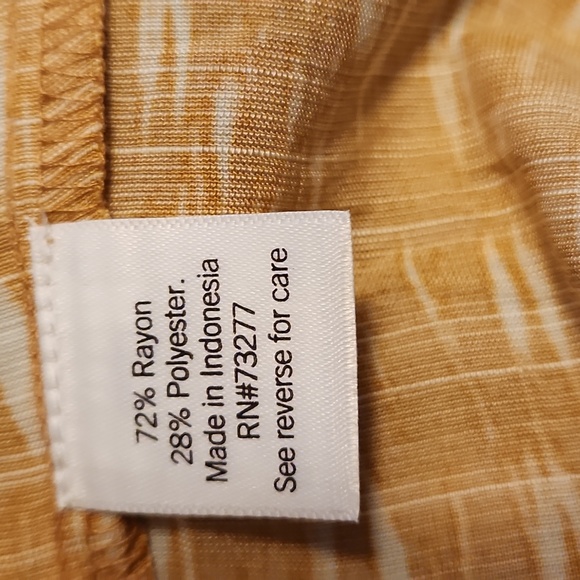 72% Rayon
28% Polyester.
Made in Indonesia
RN#73277
See reverse for care